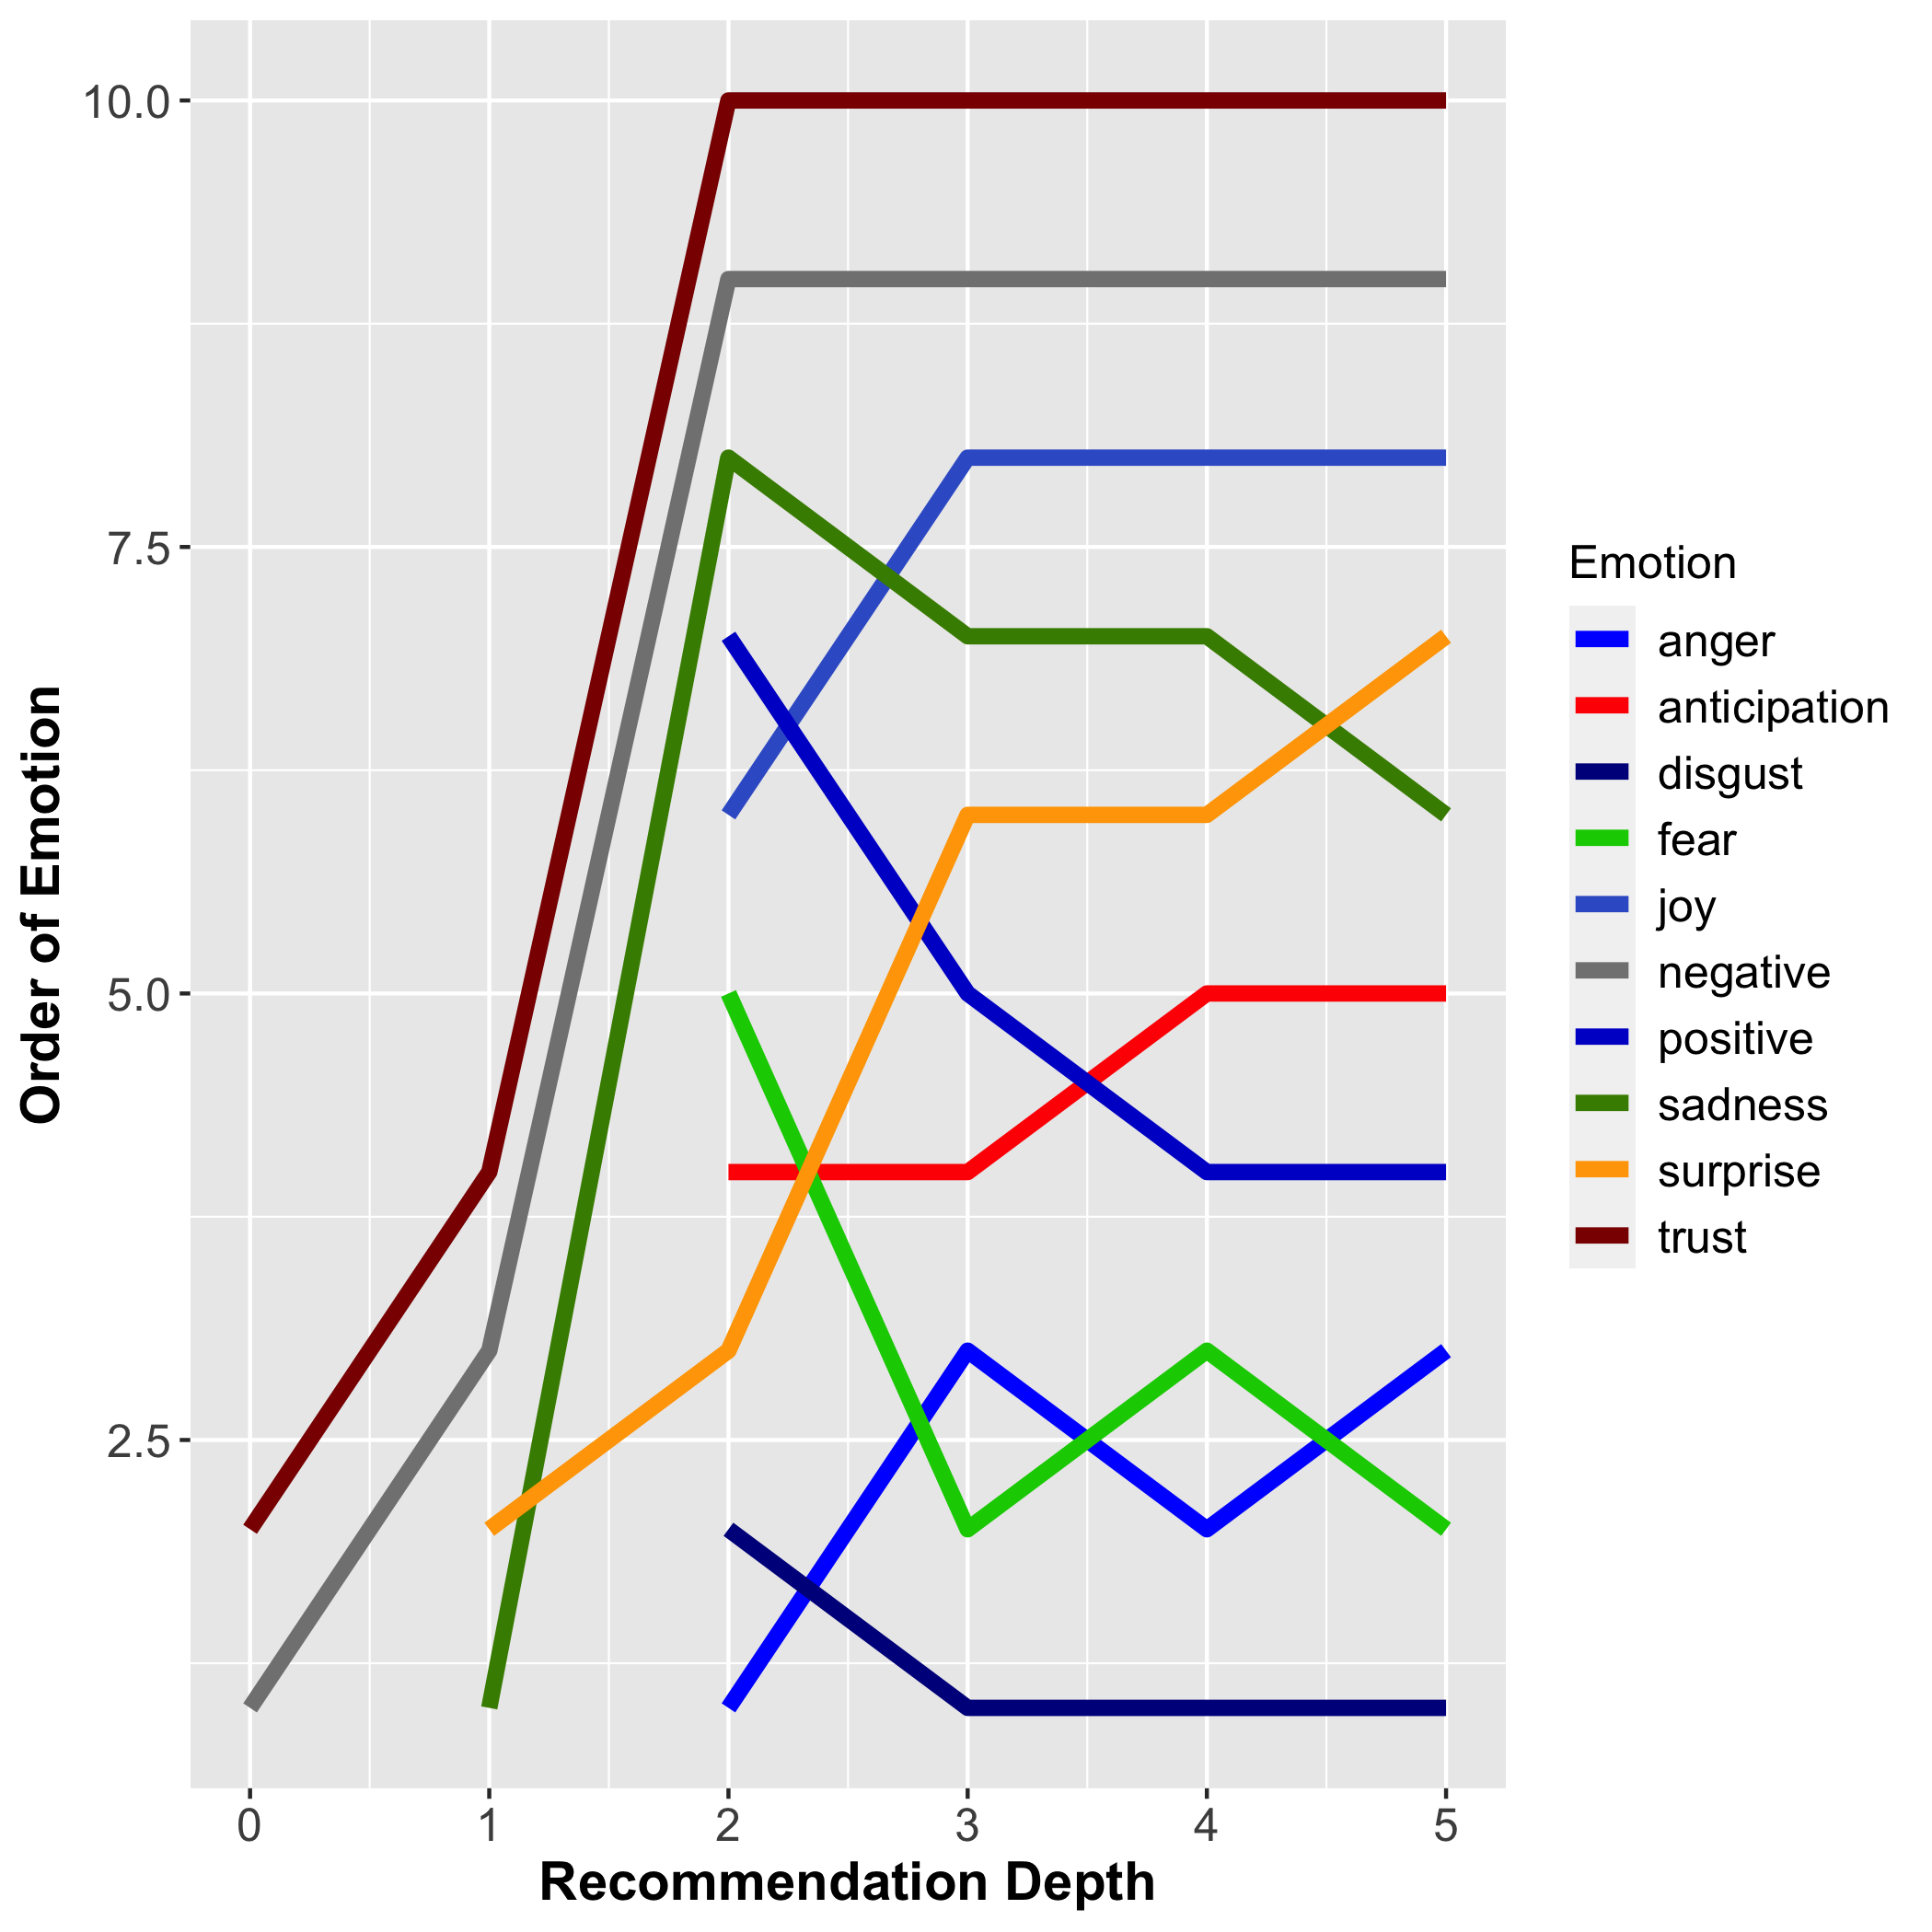 10.0
7.5
5.0
2.5
Order of Emotion
0 1 2 3 4 5
Recommendation Depth
Emotion
anger
anticipation
disgust
fear
joy
negative
positive
sadness
surprise
trust